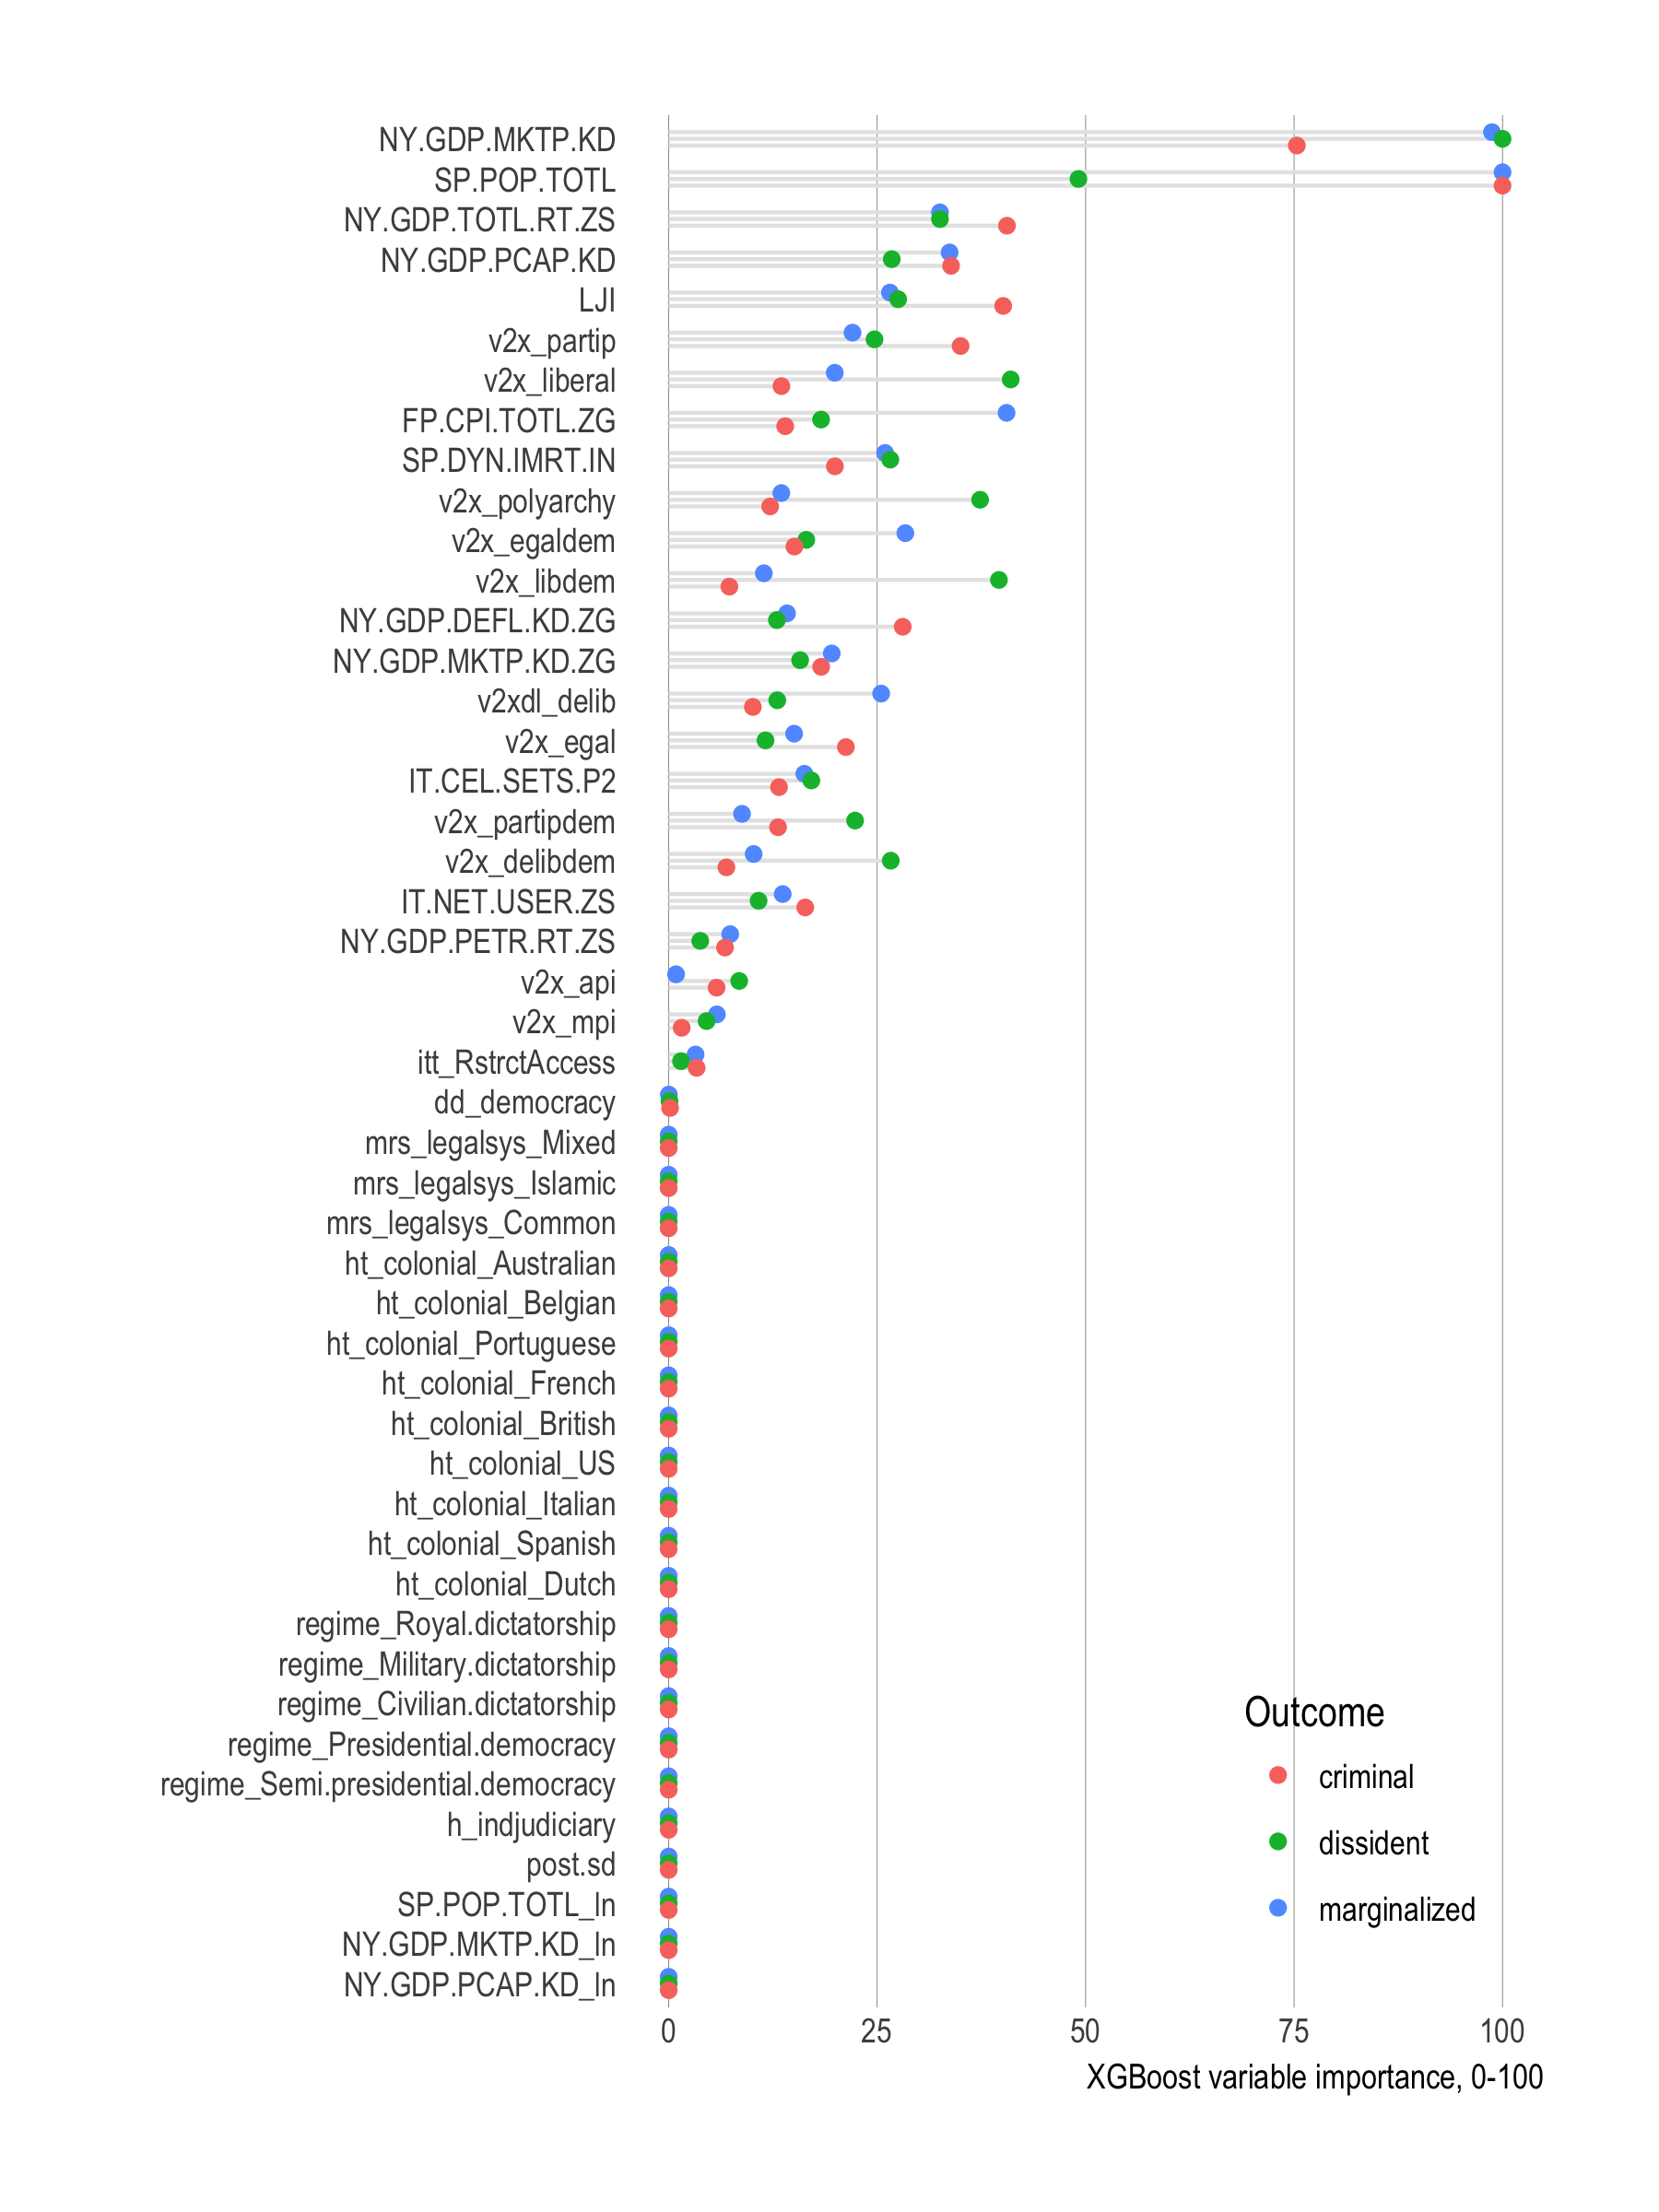 NY.GDP.MKTP.KD
SP.POP.TOTL
NY.GDP.TOTL.RT.ZS
NY.GDP.PCAP.KD
LJI
v2x_partip
v2x_liberal
FP.CPI.TOTL.ZG
SP.DYN.IMRT.IN
v2x_polyarchy
v2x_egaldem
v2x_libdem
NY.GDP.DEFL.KD.ZG
NY.GDP.MKTP.KD.ZG
v2xdl_delib
v2x_egal
IT.CEL.SETS.P2
v2x_partipdem
v2x_delibdem
IT.NET.USER.ZS
NY.GDP.PETR.RT.ZS
v2x_api
v2x_mpi
itt_RstrctAccess
dd_democracy
mrs_legalsys_Mixed
mrs_legalsys_Islamic
mrs_legalsys_Common
ht_colonial_Australian
ht_colonial_Belgian
ht_colonial_Portuguese
ht_colonial_French
ht_colonial_British
ht_colonial_US
ht_colonial_Italian
ht_colonial_Spanish
ht_colonial_Dutch
regime_Royal.dictatorship
regime_Military.dictatorship
regime_Civilian.dictatorship
regime_Presidential.democracy
regime_Semi.presidential.democracy
h_indjudiciary
post.sd
SP.POP.TOTL_ln
NY.GDP.MKTP.KD_ln
NY.GDP.PCAP.KD_ln
Outcome
criminal
dissident
marginalized
0 25 50 75 100
XGBoost variable importance, 0-100